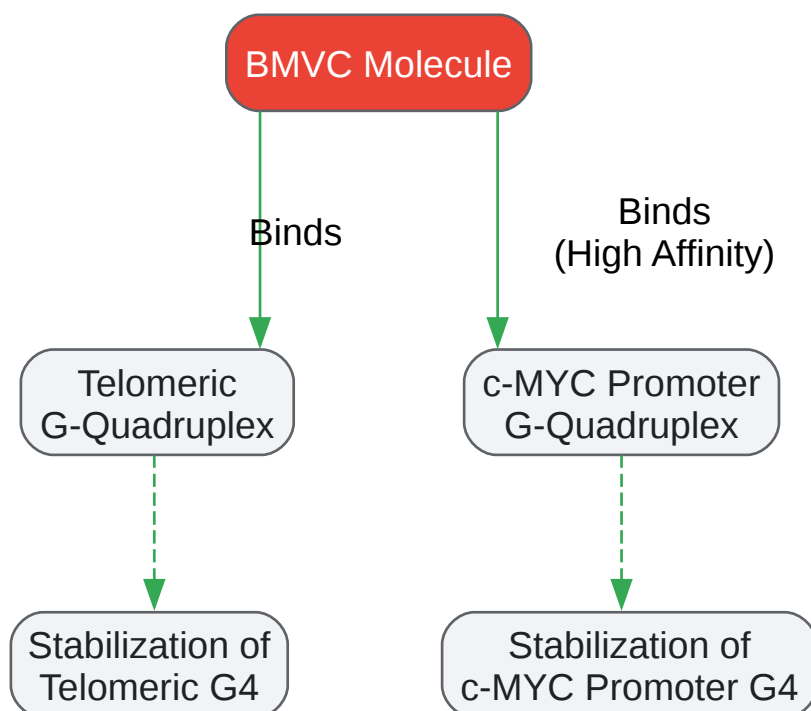 BMVC Molecule
Binds
Binds
(High Affinity)
Telomeric
G-Quadruplex
c-MYC Promoter
G-Quadruplex
Stabilization of
Telomeric G4
Stabilization of
c-MYC Promoter G4